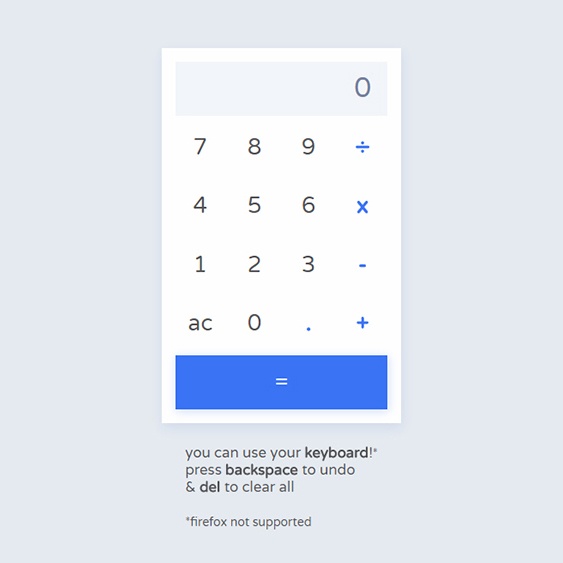 0
7 8 9 ÷
4 5 6 x
1 2 3 -
ac 0 . +
=
you can use your keyboard!*
press backspace to undo
& del to clear all
*firefox not supported